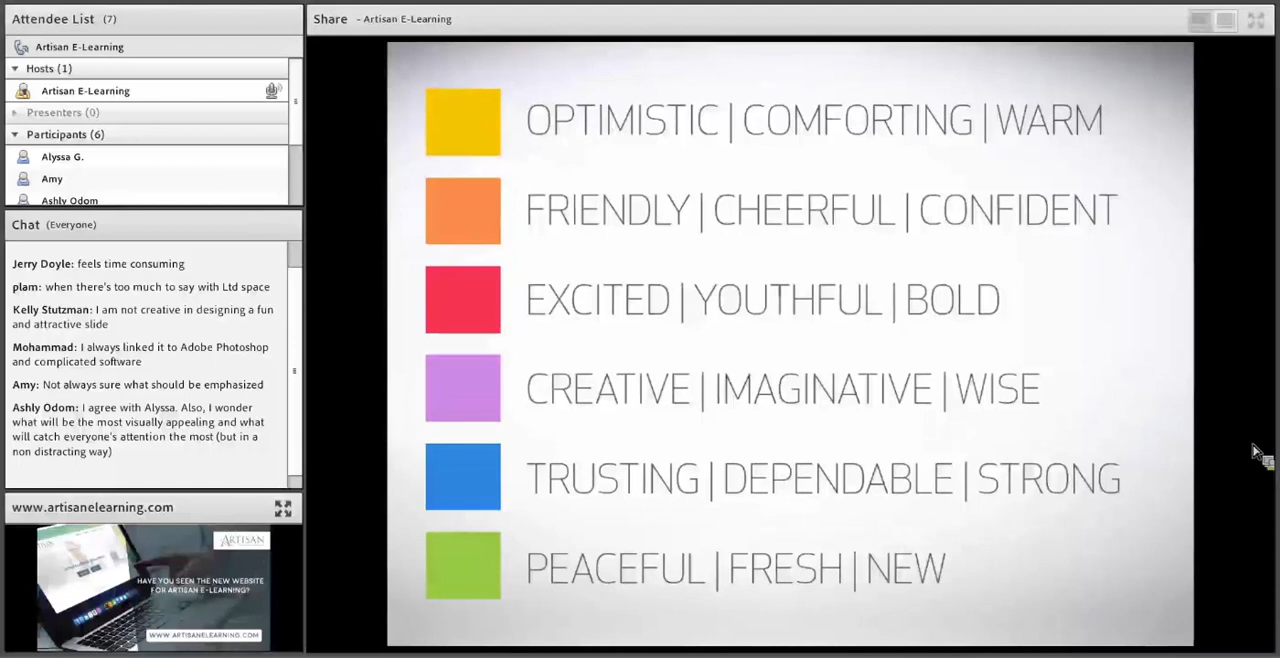 Attendee List (7)
Artisan E-Learning
Hosts (1)
Artisan E-Learning
Presenters (0)
Participants (6)
Alyssa G.
Amy
Ashly Odom
Chat (Everyone)
Jerry Doyle: feels time consuming
plam: when there's too much to say with Ltd space
Kelly Stutzman: I am not creative in designing a fun
and attractive slide
Mohammad: I always linked it to Adobe Photoshop
and complicated software
Amy: Not always sure what should be emphasized
Ashly Odom: I agree with Alyssa. Also, I wonder
what will be the most visually appealing and what
will catch everyone's attention the most (but in a
non distracting way)
www.artisanelearning.com
ARTISAN
HAVE YOU SEEN THE NEW WEBSITE
FOR ARTISAN E-LEARNING?
WWW.ARTISANELEARNING.COM
Share - Artisan E-Learning
OPTIMISTIC | COMFORTING | WARM
FRIENDLY | CHEERFUL | CONFIDENT
EXCITED | YOUTHFUL | BOLD
CREATIVE | IMAGINATIVE | WISE
TRUSTING | DEPENDABLE | STRONG
PEACEFUL | FRESH | NEW